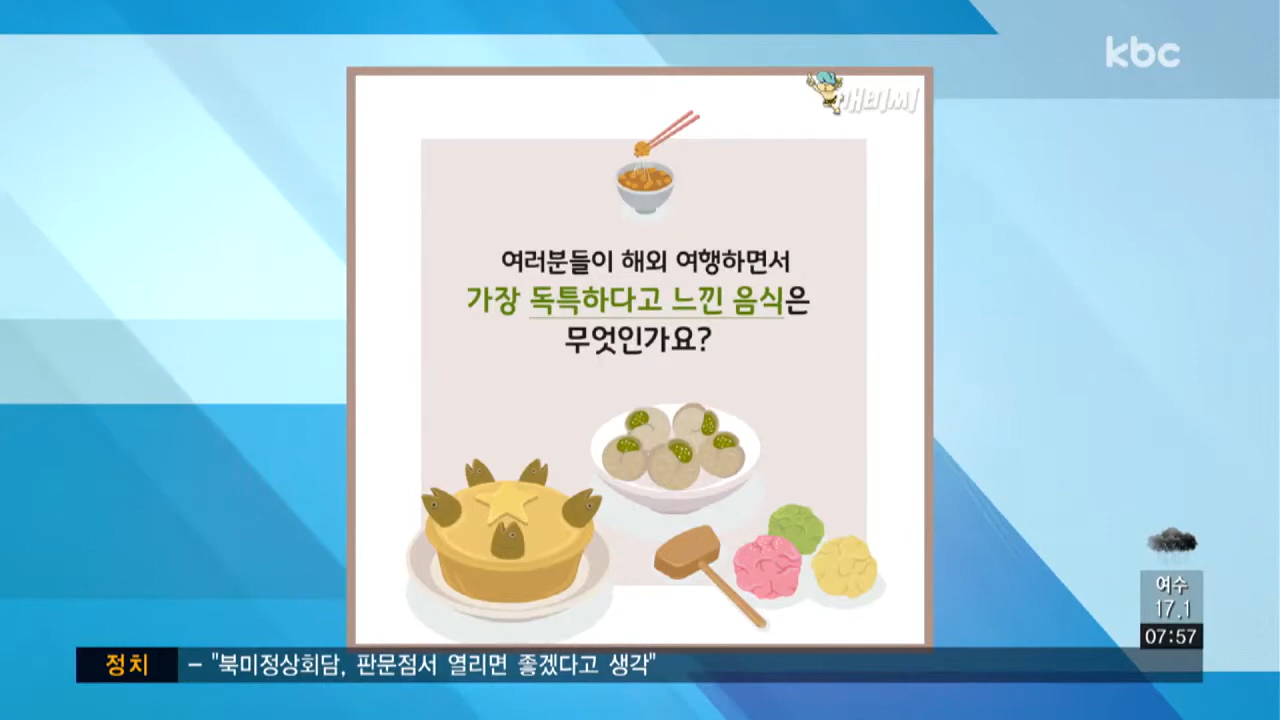 kbc
깨비씨
여러분들이 해외 여행하면서
가장 독특하다고 느낀 음식은
무엇인가요?
여수
17.1
07:57
정치 – "북미정상회담, 판문점서 열리면 좋겠다고 생각"